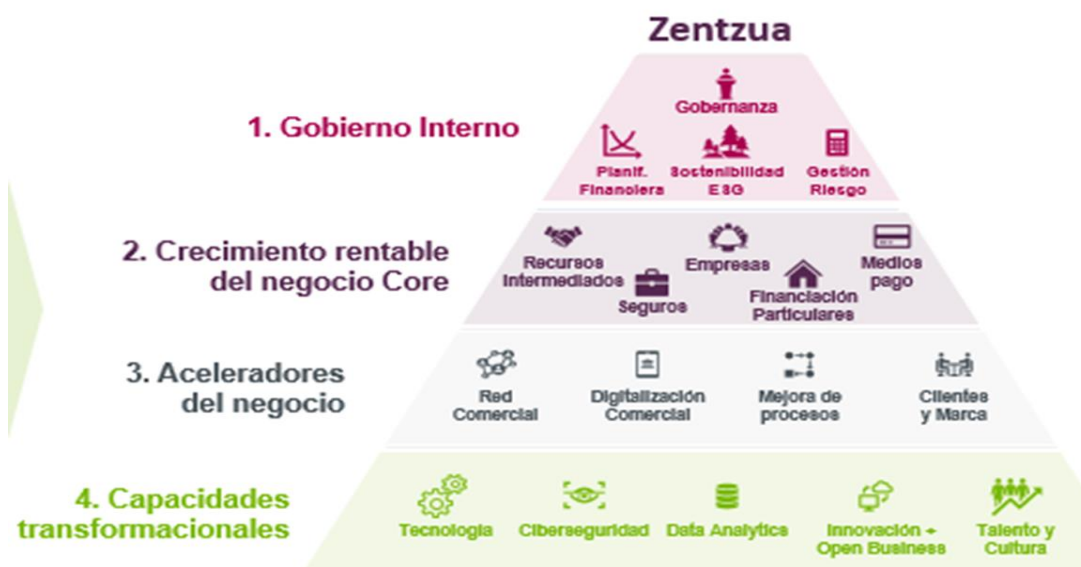 Zentzua
1. Gobierno Interno
Gobernanza
Planif.
Financiera
Sostenibilidad
ESG
Gestión
Riesgo
2. Crecimiento rentable
del negocio Core
Recursos
Intermediados
Seguros
Empresas
Financiación
Particulares
Medios
pago
3. Aceleradores
del negocio
Red
Comercial
Digitalización
Comercial
Mejora de
procesos
Clientes
y Marca
4. Capacidades
transformacionales
Tecnología
Ciberseguridad
Data Analytics
Innovación +
Open Business
Talento y
Cultura